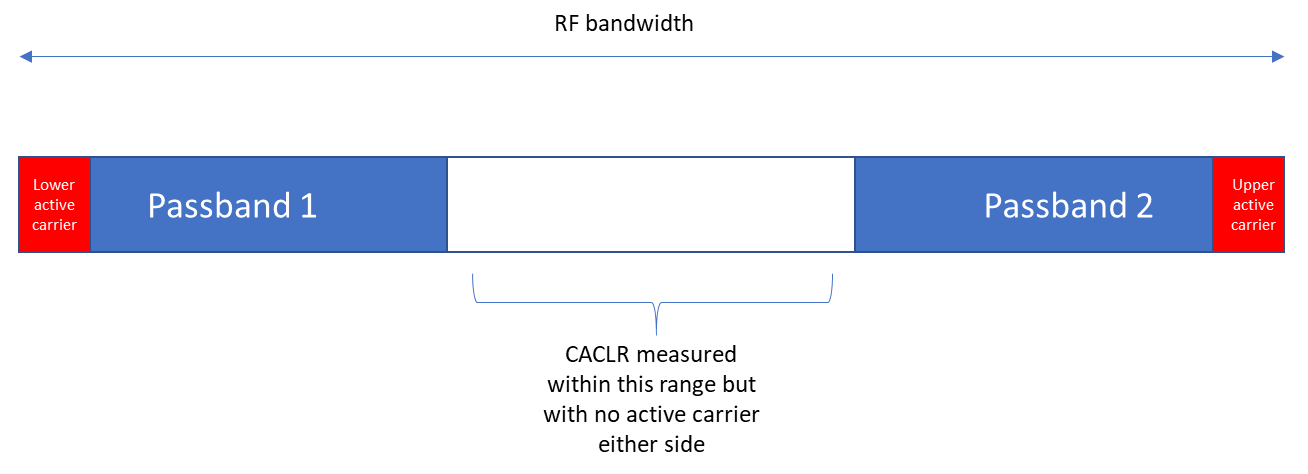 RF bandwidth
Lower
active
carrier
Passband 1
Passband 2
Upper
active
carrier
CACLR measured
within this range but
with no active carrier
either side